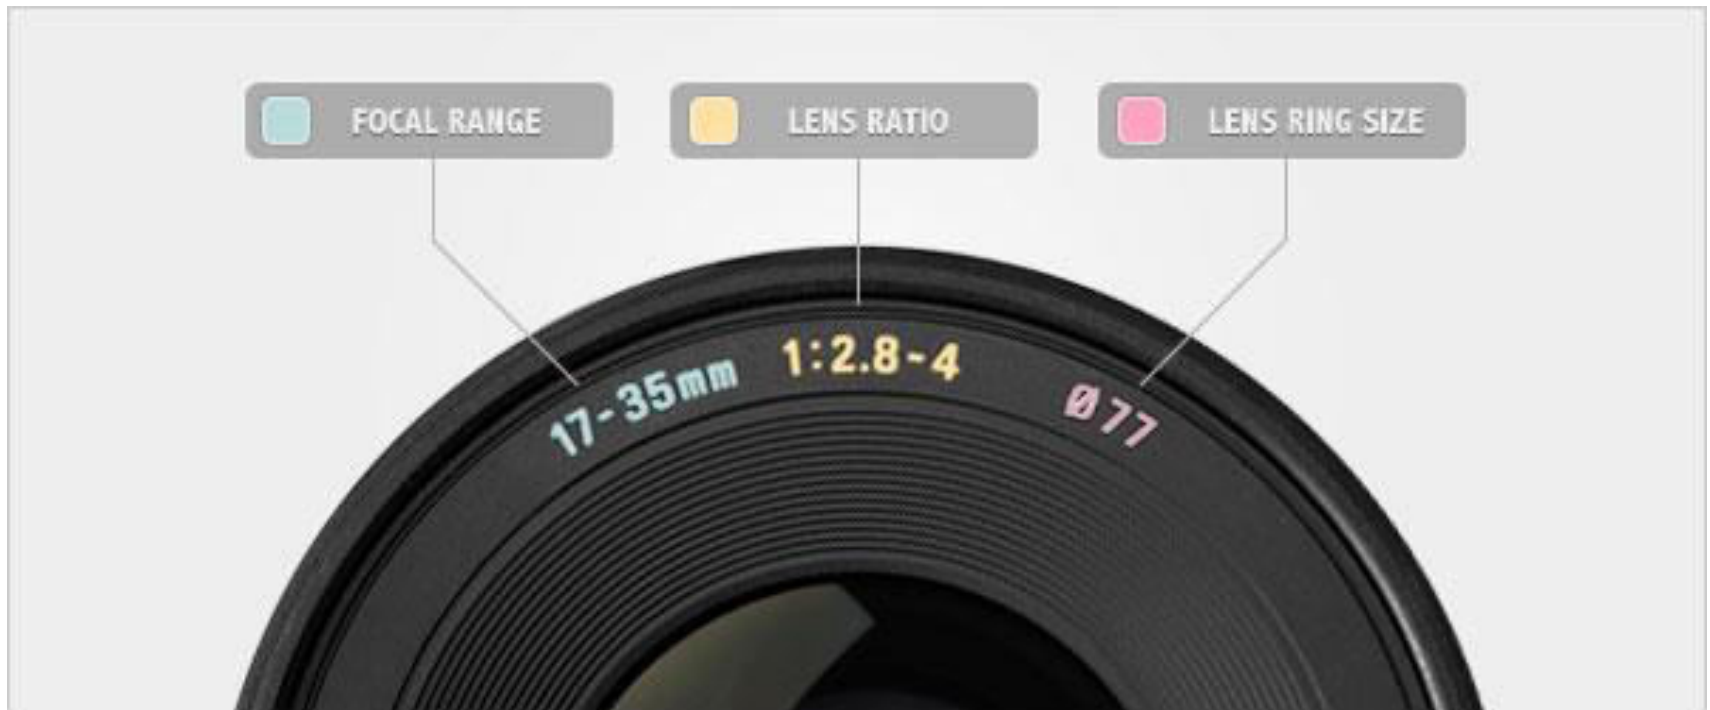 FOCAL RANGE
LENS RATIO
LENS RING SIZE
17-35mm
1:2.8-4
Ø77